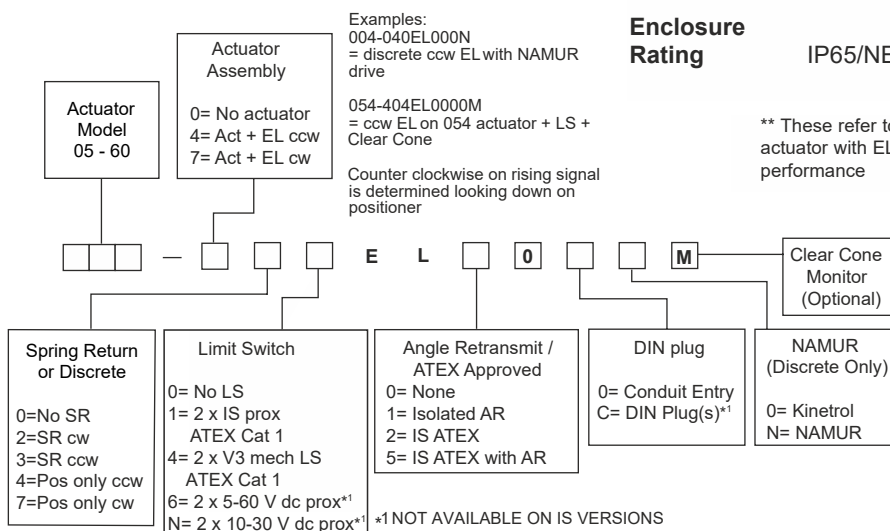 Examples:
004-040EL000N
= discrete ccw EL with NAMUR
drive
054-404EL0000M
= ccw EL on 054 actuator + LS +
Clear Cone
Counter clockwise on rising signal
is determined looking down on
positioner
Enclosure
Rating
IP65/NE
** These refer to
actuator with EL
performance
Actuator
Model
05 - 60
Actuator
Assembly
0= No actuator
4= Act + EL ccw
7= Act + EL cw
— E L 0 M
Clear Cone
Monitor
(Optional)
Spring Return
or Discrete
0=No SR
2=SR cw
3=SR ccw
4=Pos only ccw
7=Pos only cw
Limit Switch
0= No LS
1= 2 x IS prox
ATEX Cat 1
4= 2 x V3 mech LS
ATEX Cat 1
6= 2 x 5-60 V dc prox*1
N= 2 x 10-30 V dc prox*1
Angle Retransmit /
ATEX Approved
0= None
1= Isolated AR
2= IS ATEX
5= IS ATEX with AR
DIN plug
0= Conduit Entry
C= DIN Plug(s)*1
NAMUR
(Discrete Only)
0= Kinetrol
N= NAMUR
*1 NOT AVAILABLE ON IS VERSIONS